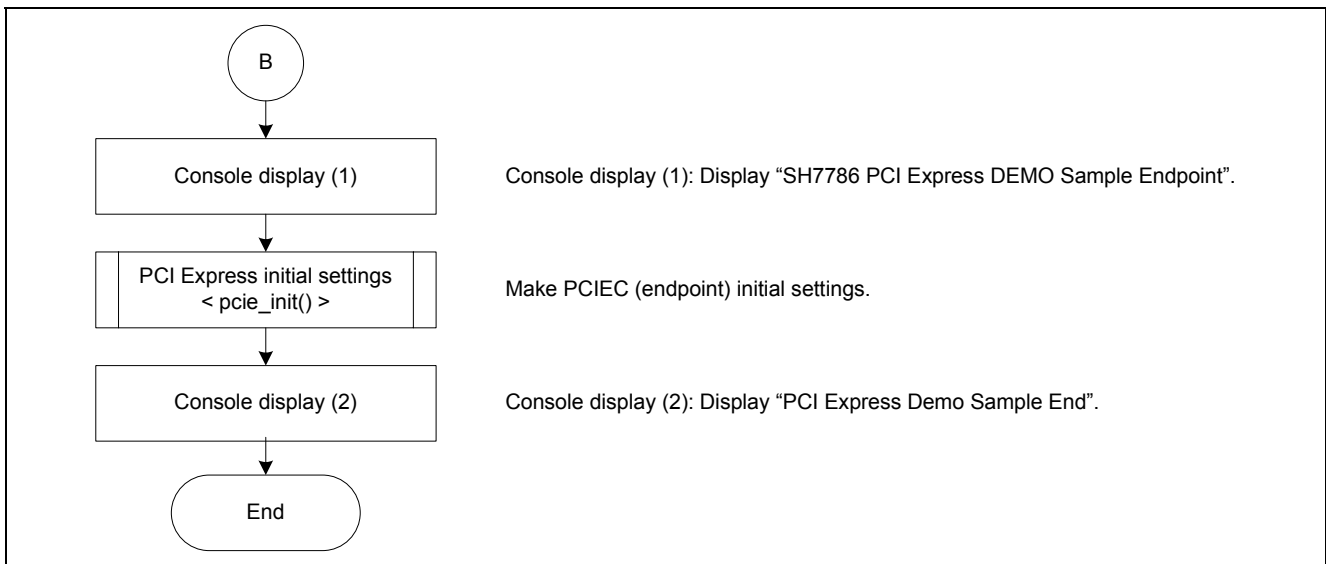 B
Console display (1)
Console display (1): Display “SH7786 PCI Express DEMO Sample Endpoint”.
PCI Express initial settings
< pcie_init() >
Make PCIEC (endpoint) initial settings.
Console display (2)
Console display (2): Display “PCI Express Demo Sample End”.
End